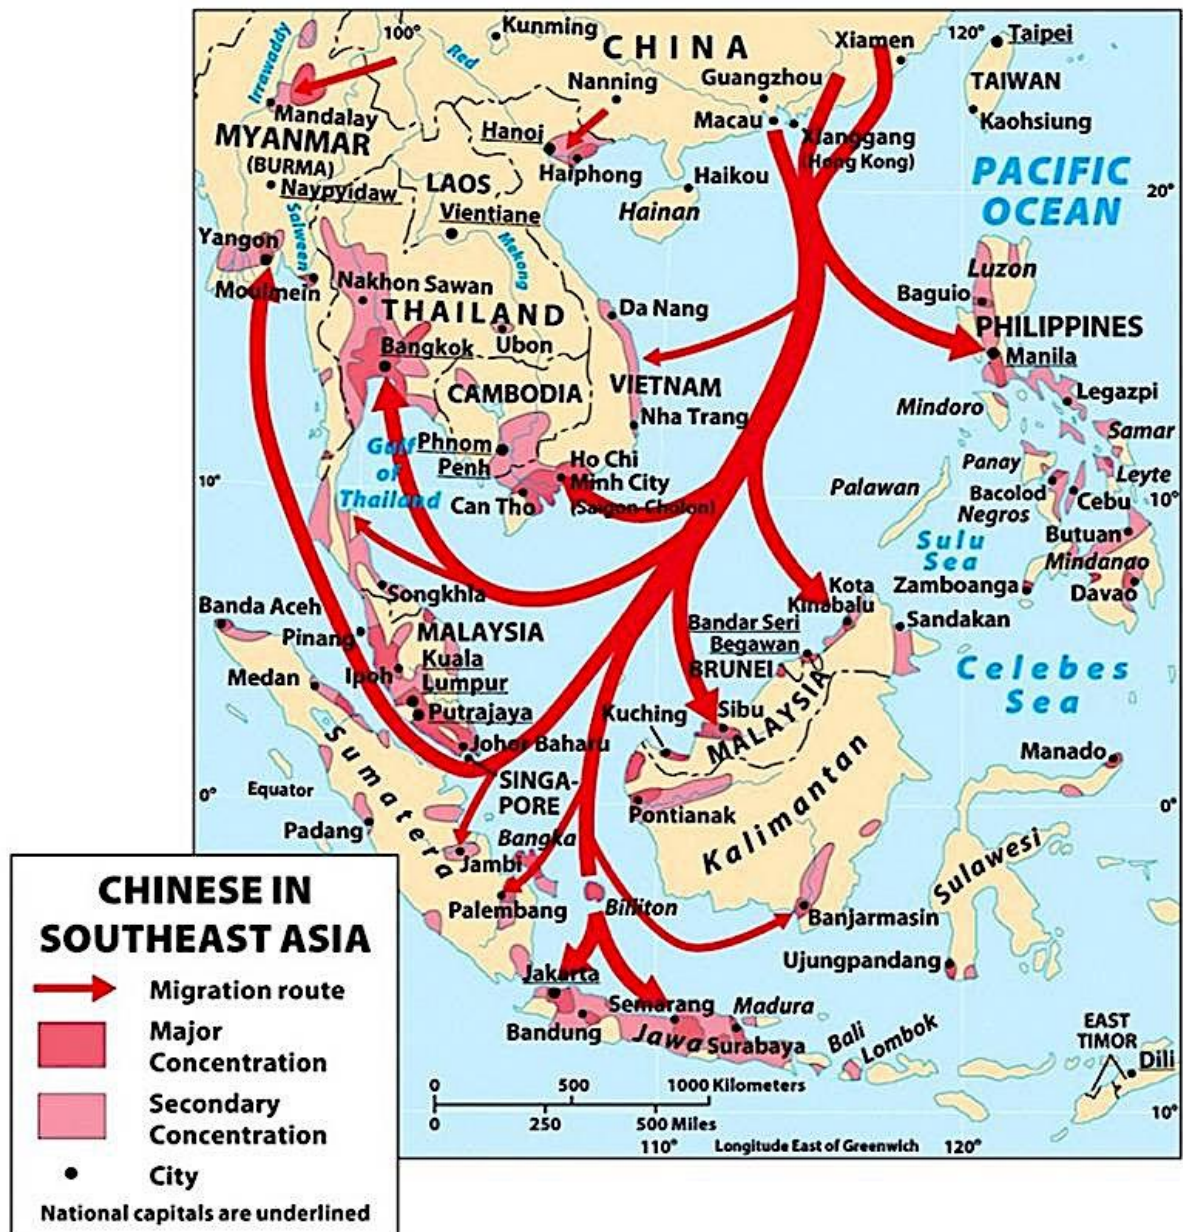 100°
Kunming
CHINA
Xiamen
120°
Taipei
Irrawaddy
Red
Nanning
Guangzhou
TAIWAN
Mandalay
Hanoi
Macau
Xianggang
(Hong Kong)
Kaohsiung
MYANMAR
(BURMA)
Haiphong
Haikou
PACIFIC
OCEAN
20°
Naypyidaw
LAOS
Hainan
Vientiane
Salween
Mekong
Yangon
Luzon
Moulmein
Nakhon Sawan
Baguio
THAILAND
Da Nang
PHILIPPINES
Ubon
Bangkok
Manila
CAMBODIA
VIETNAM
Legazpi
Nha Trang
Mindoro
Samar
Gulf
of
Thailand
Phnom
Penh
Ho Chi
Minh City
(Saigon-Cholon)
Panay
Leyte
10°
Can Tho
Palawan
Bacolod
Cebu
10°
Negros
Butuan
Sulu
Sea
Mindanao
Songkhla
Kota
Kinabalu
Zamboanga
Davao
Banda Aceh
Pinang
MALAYSIA
Bandar Seri
Begawan
Sandakan
Ipoh
Kuala
Lumpur
BRUNEI
Celebes
Sea
Medan
Putrajaya
Kuching
Sibu
MALAYSIA
Johor Baharu
Manado
Sumatera
SINGA-
PORE
Equator
0°
Pontianak
Kalimantan
0°
Padang
Bangka
Jambi
Sulawesi
Palembang
Billiton
Banjarmasin
Ujungpandang
Jakarta
Semarang
Madura
Bandung
Jawa
Surabaya
Bali
Lombok
EAST
TIMOR
Dili
0 500 1000 Kilometers
0 250 500 Miles
10°
110°
Longitude East of Greenwich
120°
CHINESE IN
SOUTHEAST ASIA
Migration route
Major
Concentration
Secondary
Concentration
City
National capitals are underlined